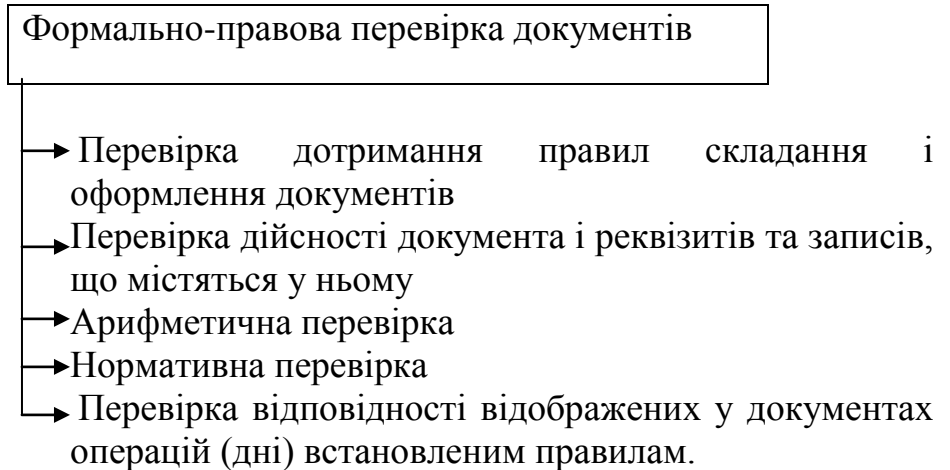 Формально-правова перевірка документів
Перевірка дотримання правил складання і
оформлення документів
Перевірка дійсності документа і реквізитів та записів,
що містяться у ньому
Арифметична перевірка
Нормативна перевірка
Перевірка відповідності відображених у документах
операцій (дні) встановленим правилам.